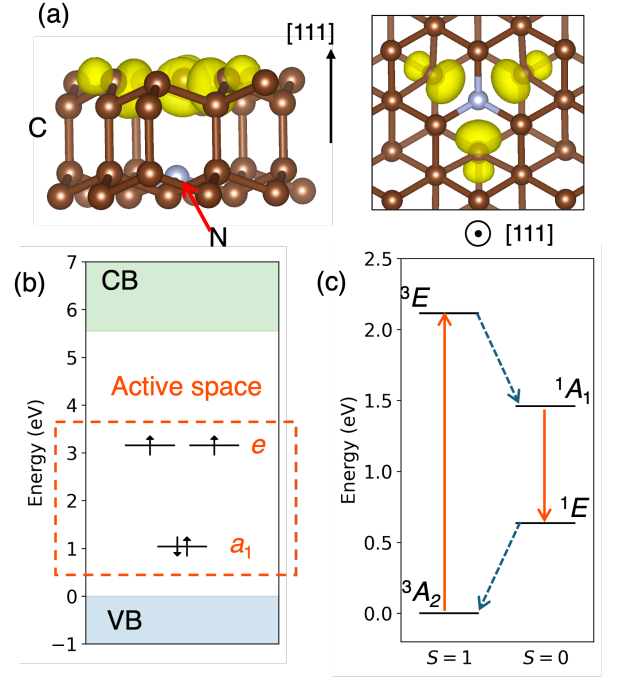 (a)
[111]
C
N
[111]
(b)
7
6
5
4
3
2
1
0
−1
Energy (eV)
CB
Active space
e
a₁
VB
(c)
2.5
2.0
1.5
1.0
0.5
0.0
Energy (eV)
³E
¹A₁
¹E
³A₂
S = 1
S = 0